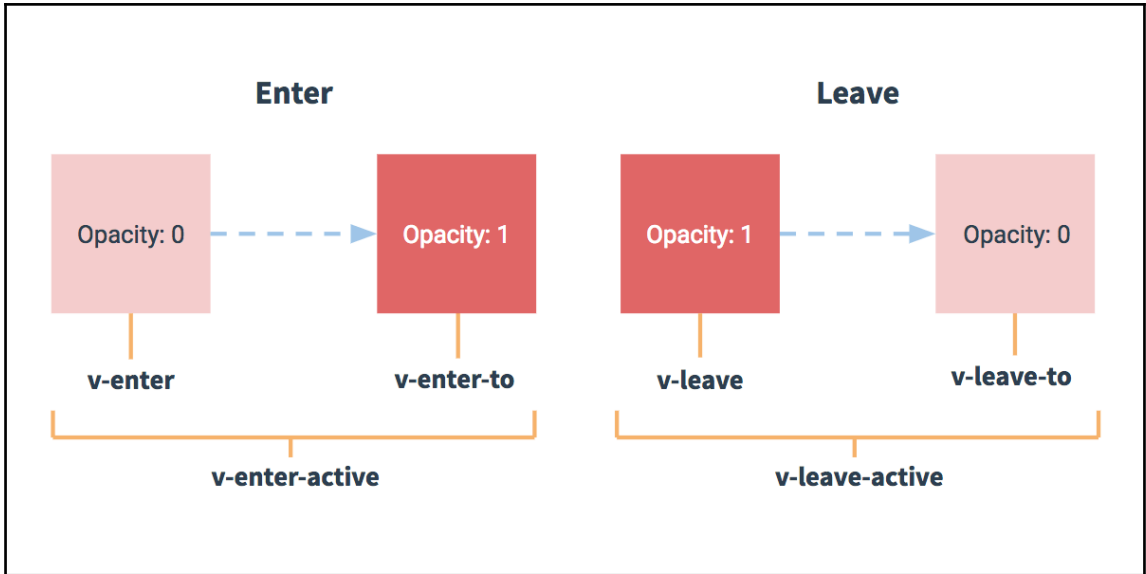 Enter
Opacity: 0
Opacity: 1
v-enter
v-enter-to
v-enter-active
Leave
Opacity: 1
Opacity: 0
v-leave
v-leave-to
v-leave-active